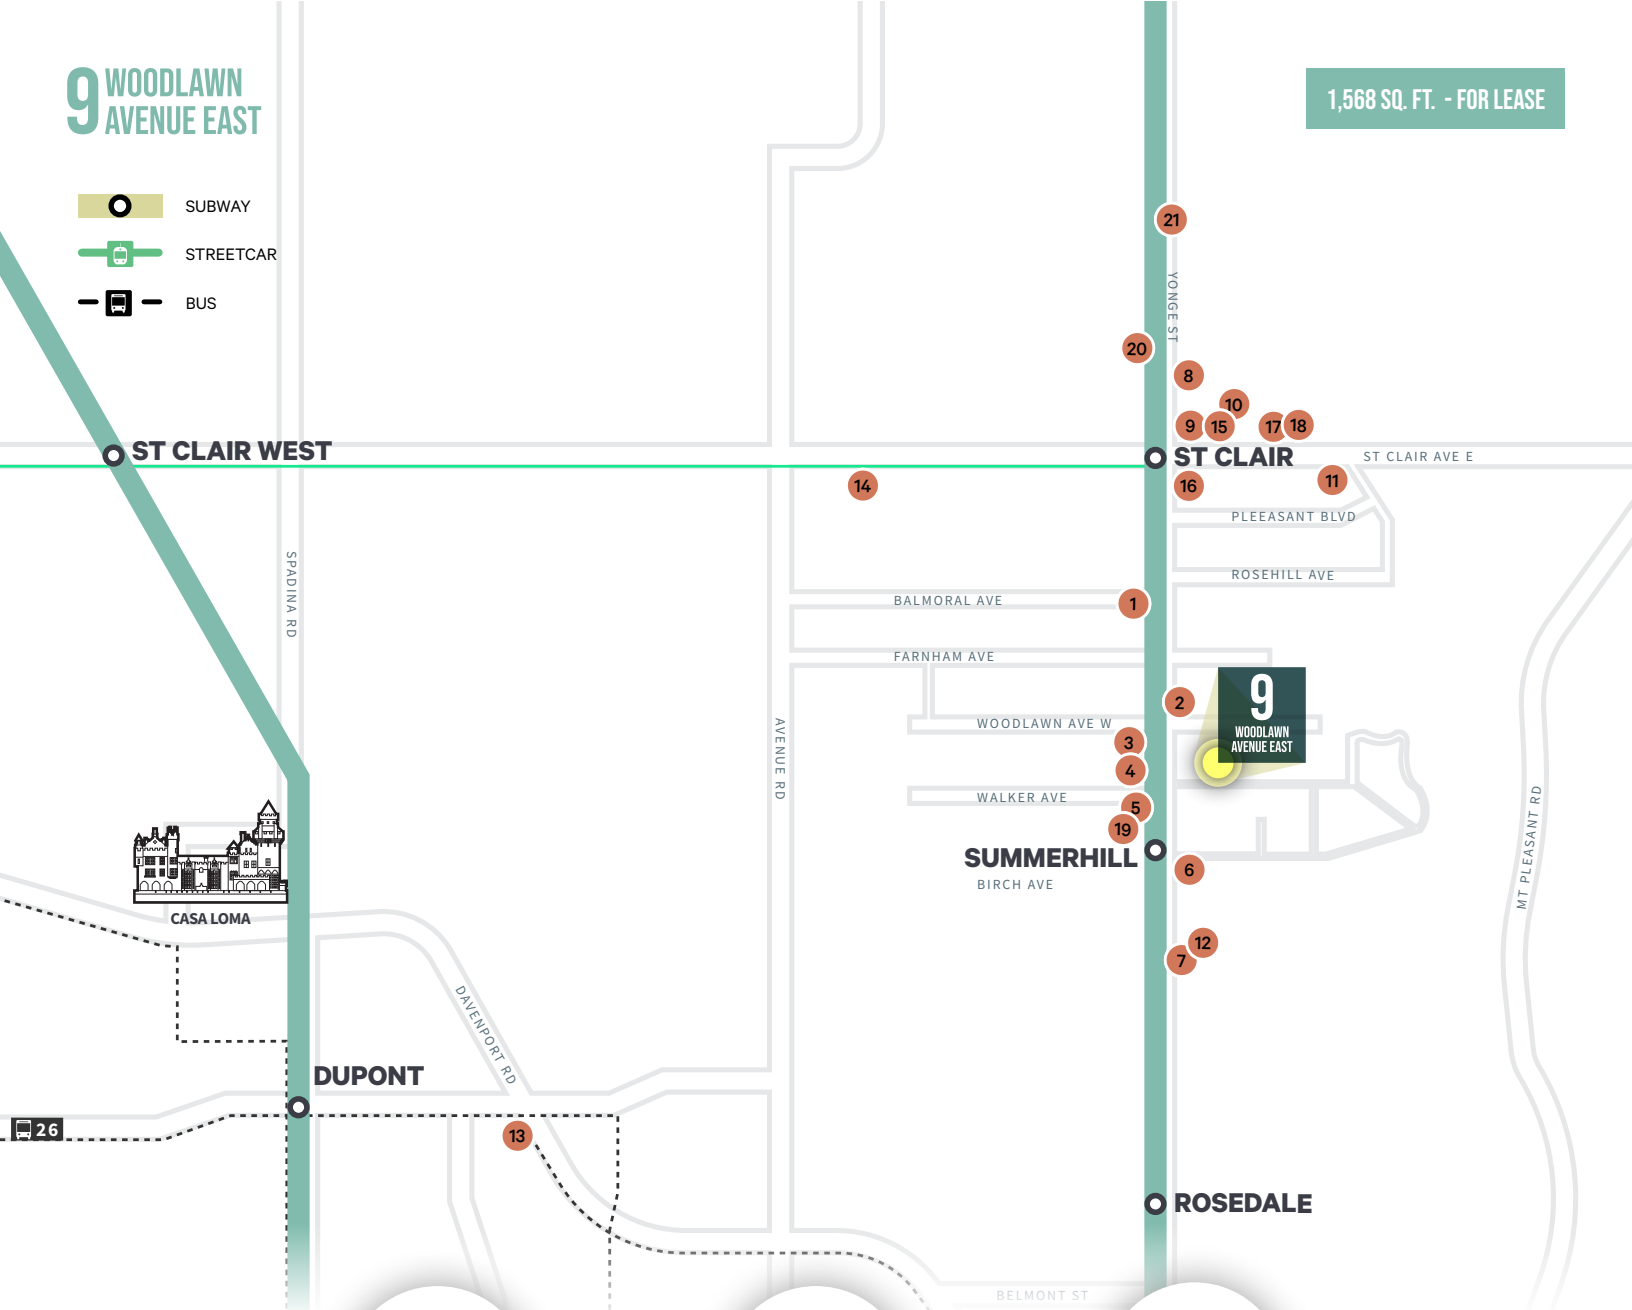 9 WOODLAWN
AVENUE EAST
1,568 SQ. FT. - FOR LEASE
SUBWAY
STREETCAR
BUS
21
YONGE ST
20
8
10
9
15
17
18
ST CLAIR WEST
ST CLAIR
ST CLAIR AVE E
14
16
11
PLEEASANT BLVD
SPADINA RD
ROSEHILL AVE
BALMORAL AVE
1
FARNHAM AVE
2
9
WOODLAWN
AVENUE EAST
WOODLAWN AVE W
AVENUE RD
3
4
WALKER AVE
5
19
MT PLEASANT RD
SUMMERHILL
BIRCH AVE
6
CASA LOMA
12
7
DAVENPORT RD
DUPONT
26
13
ROSEDALE
BELMONT ST